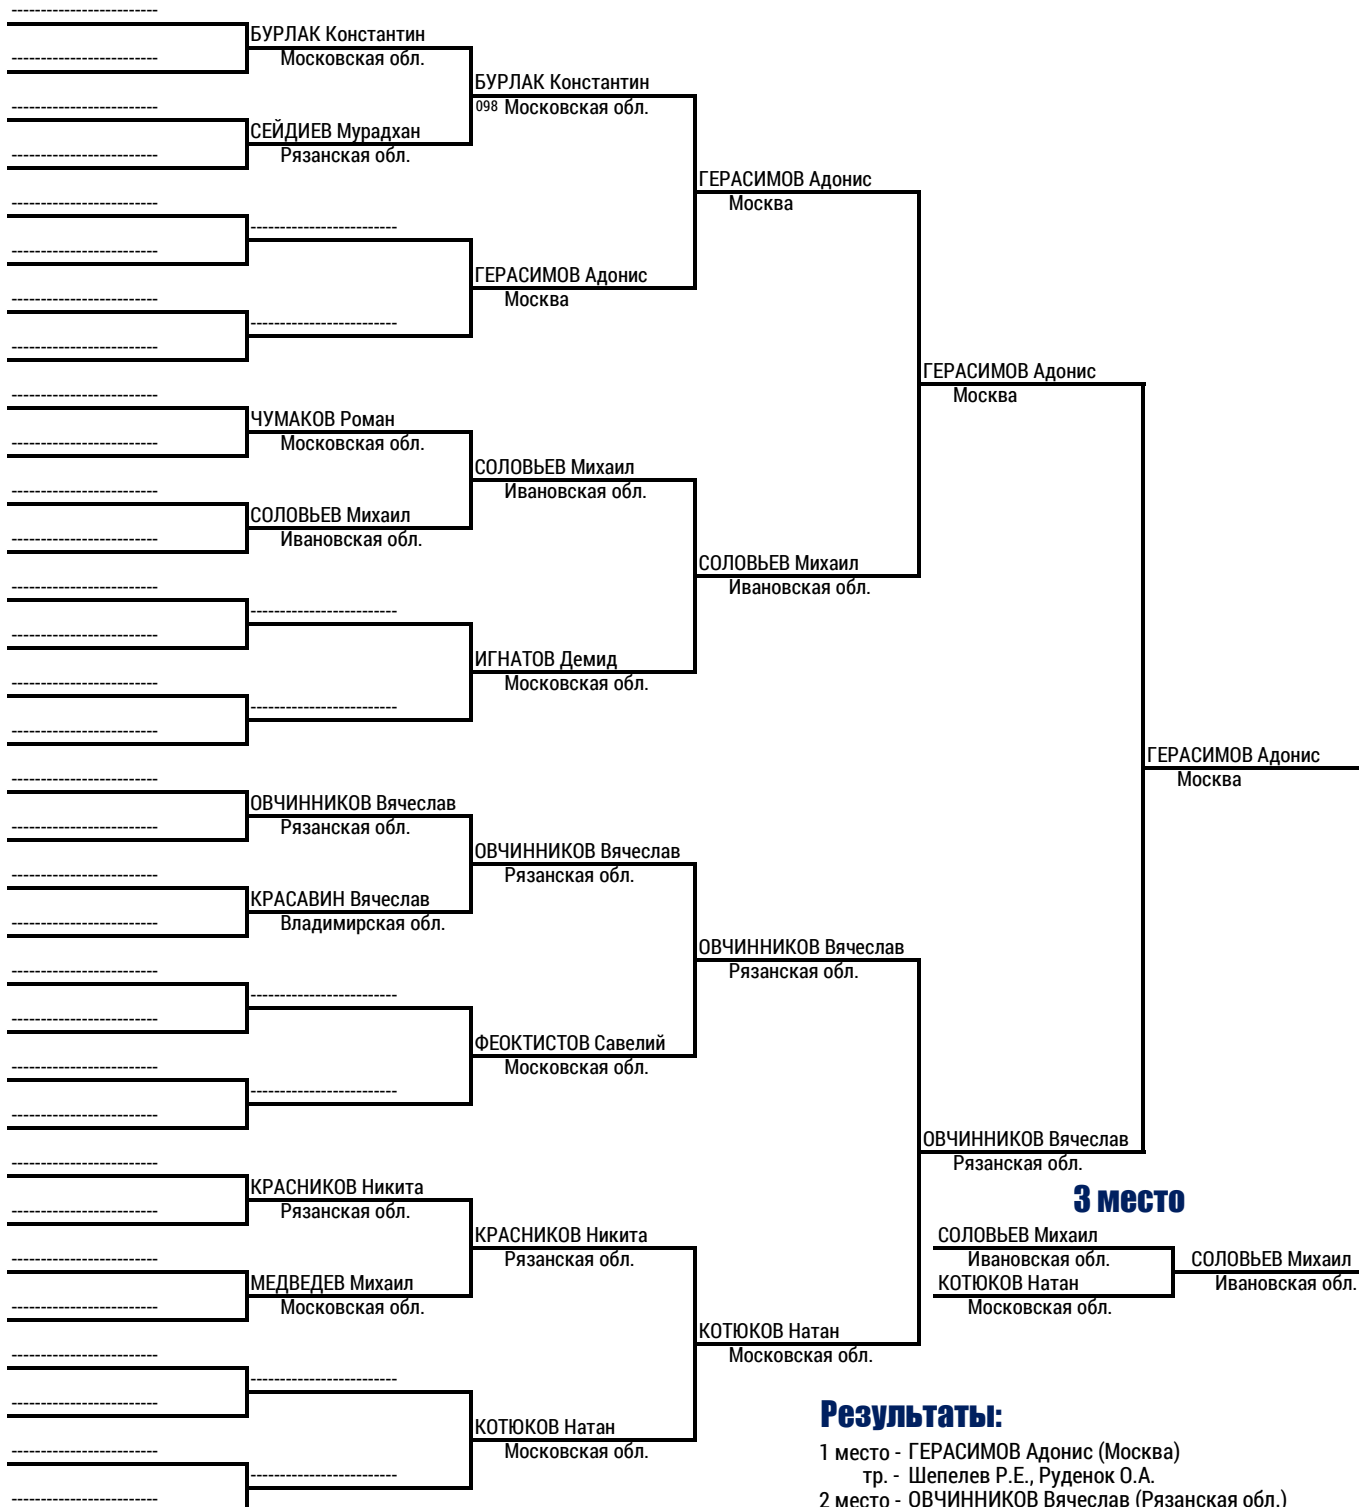 -------------------------
БУРЛАК Константин
-------------------------
Московская обл.
БУРЛАК Константин
-------------------------
098 Московская обл.
СЕЙДИЕВ Мурадхан
-------------------------
Рязанская обл.
ГЕРАСИМОВ Адонис
-------------------------
Москва
-------------------------
-------------------------
ГЕРАСИМОВ Адонис
-------------------------
Москва
-------------------------
-------------------------
ГЕРАСИМОВ Адонис
-------------------------
Москва
ЧУМАКОВ Роман
-------------------------
Московская обл.
СОЛОВЬЕВ Михаил
-------------------------
Ивановская обл.
СОЛОВЬЕВ Михаил
-------------------------
Ивановская обл.
СОЛОВЬЕВ Михаил
-------------------------
Ивановская обл.
-------------------------
-------------------------
ИГНАТОВ Демид
-------------------------
Московская обл.
-------------------------
-------------------------
ГЕРАСИМОВ Адонис
-------------------------
Москва
ОВЧИННИКОВ Вячеслав
-------------------------
Рязанская обл.
ОВЧИННИКОВ Вячеслав
-------------------------
Рязанская обл.
КРАСАВИН Вячеслав
-------------------------
Владимирская обл.
ОВЧИННИКОВ Вячеслав
-------------------------
Рязанская обл.
-------------------------
-------------------------
ФЕОКТИСТОВ Савелий
-------------------------
Московская обл.
-------------------------
-------------------------
ОВЧИННИКОВ Вячеслав
-------------------------
Рязанская обл.
КРАСНИКОВ Никита
-------------------------
Рязанская обл.
3 место
КРАСНИКОВ Никита
СОЛОВЬЕВ Михаил
-------------------------
Рязанская обл.
Ивановская обл.
СОЛОВЬЕВ Михаил
МЕДВЕДЕВ Михаил
КОТЮКОВ Натан
Ивановская обл.
-------------------------
Московская обл.
Московская обл.
КОТЮКОВ Натан
-------------------------
Московская обл.
-------------------------
-------------------------
Результаты:
КОТЮКОВ Натан
-------------------------
Московская обл.
1 место - ГЕРАСИМОВ Адонис (Москва)
-------------------------
тр. - Шепелев Р.Е., Руденок О.А.
-------------------------
2 место - ОВЧИННИКОВ Вячеслав (Рязанская обл.)